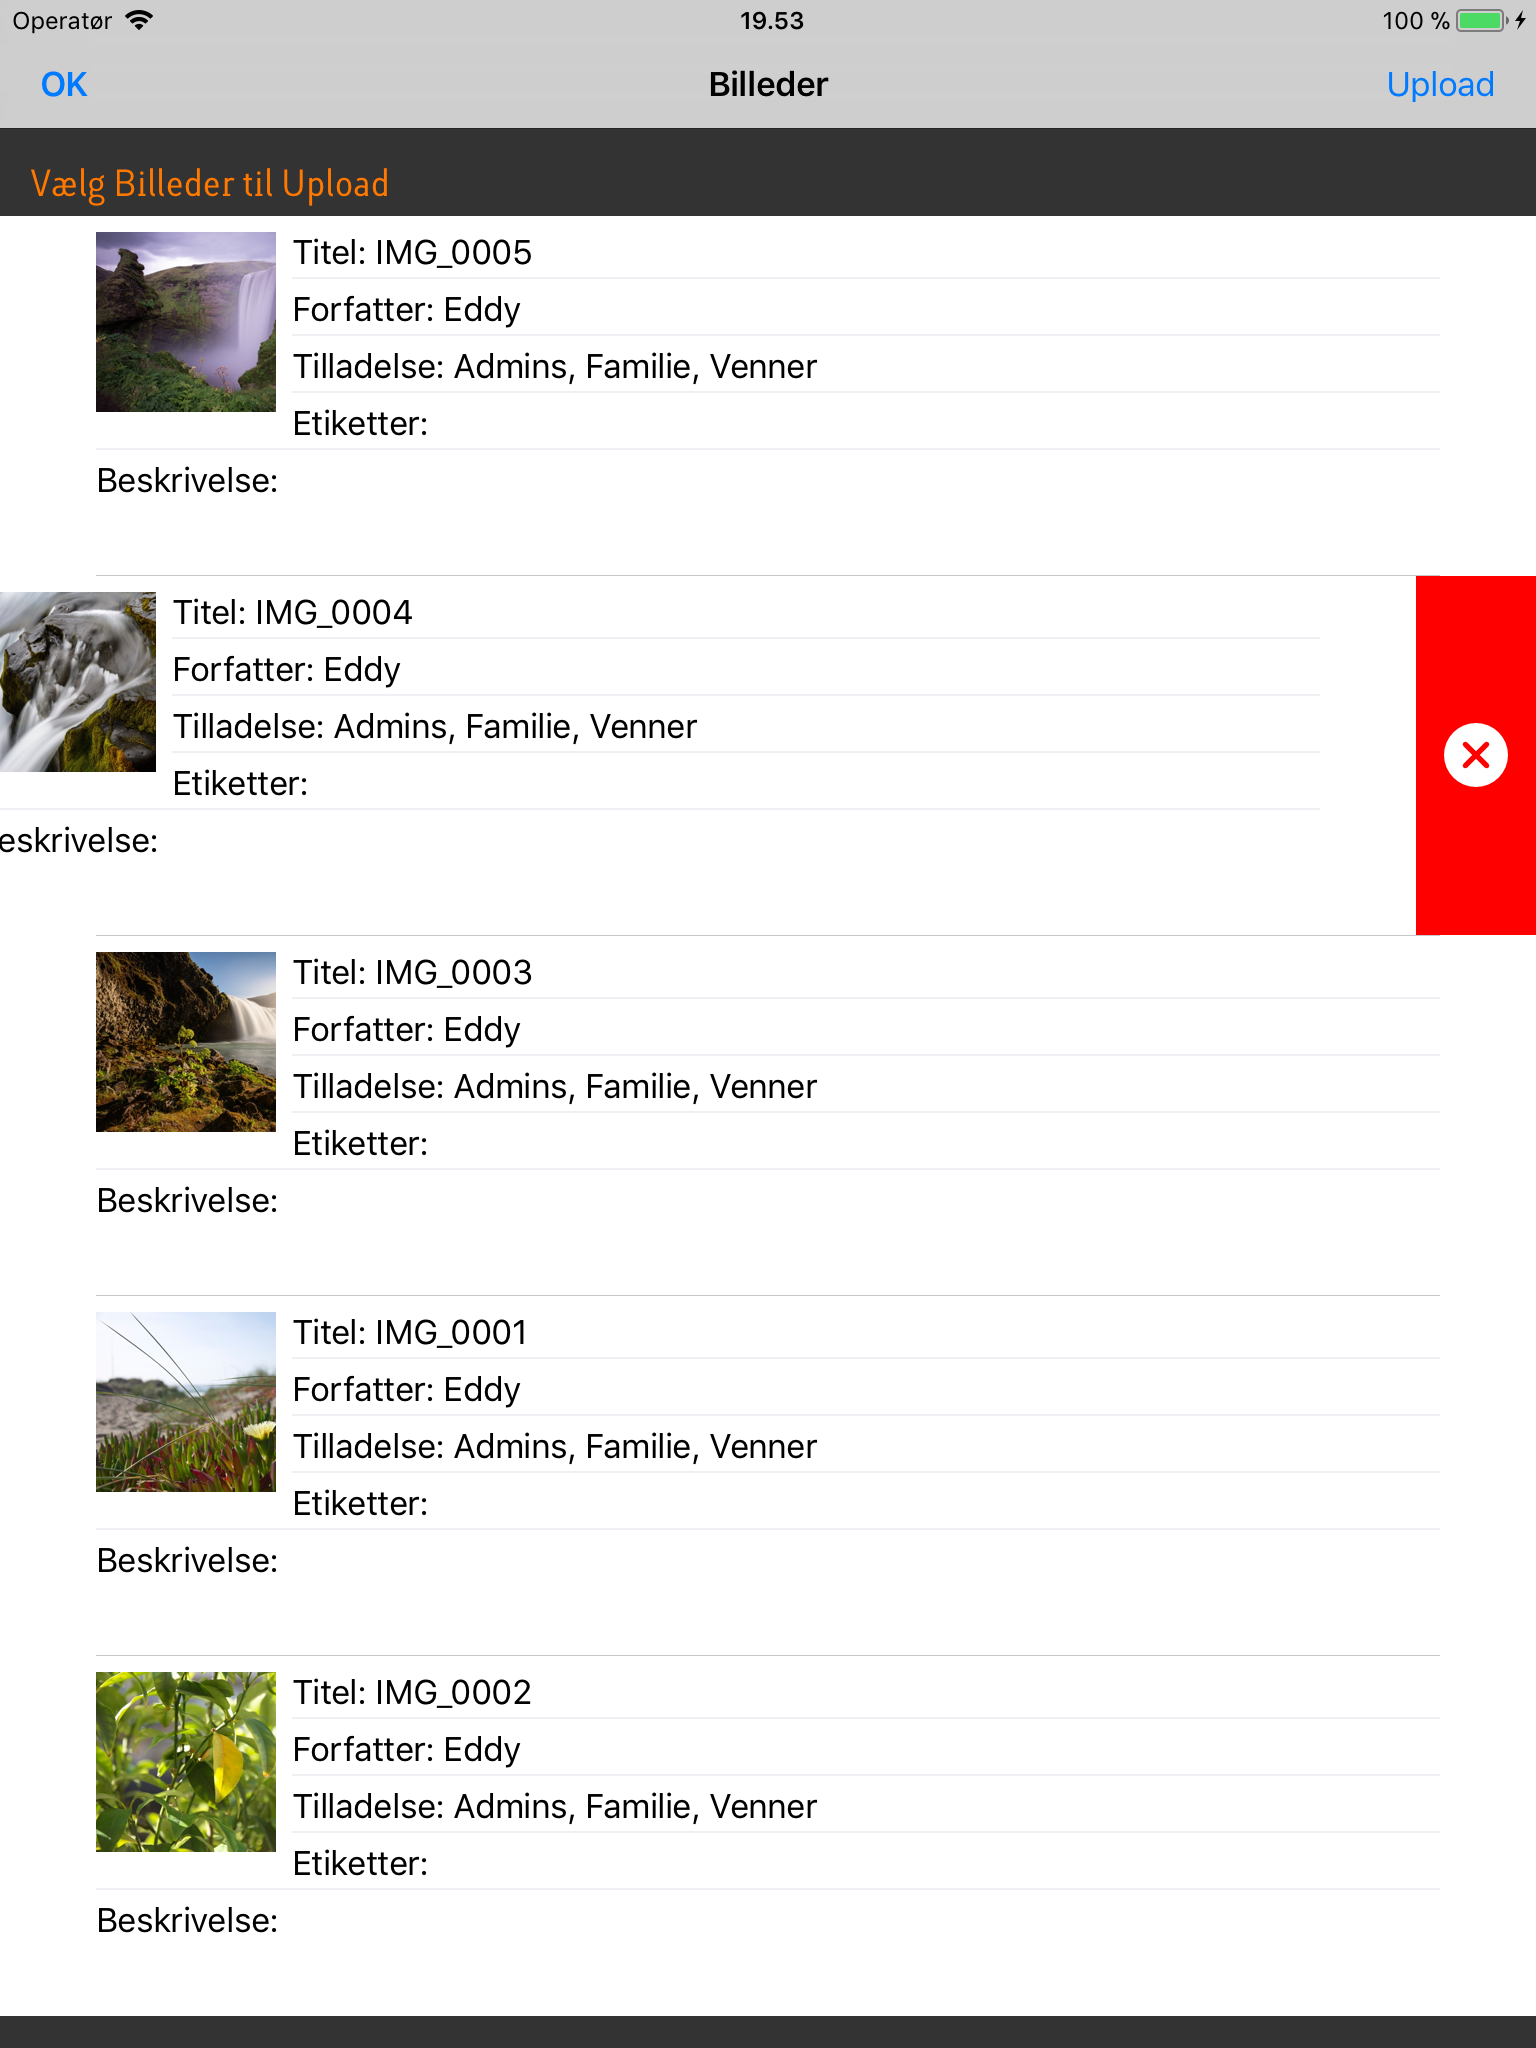 Operatør 19.53 100 %
OK Billeder Upload
Vælg Billeder til Upload
Titel: IMG_0005
Forfatter: Eddy
Tilladelse: Admins, Familie, Venner
Etiketter:
Beskrivelse:
Titel: IMG_0004
Forfatter: Eddy
Tilladelse: Admins, Familie, Venner
Etiketter:
eskrivelse:
Titel: IMG_0003
Forfatter: Eddy
Tilladelse: Admins, Familie, Venner
Etiketter:
Beskrivelse:
Titel: IMG_0001
Forfatter: Eddy
Tilladelse: Admins, Familie, Venner
Etiketter:
Beskrivelse:
Titel: IMG_0002
Forfatter: Eddy
Tilladelse: Admins, Familie, Venner
Etiketter:
Beskrivelse: